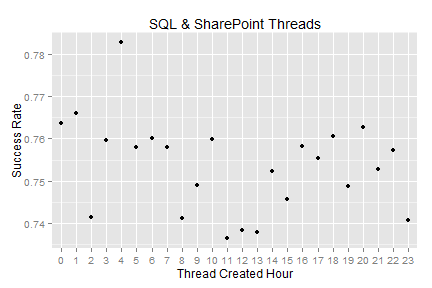 SQL & SharePoint Threads
0.78
0.77
0.76
0.75
0.74
Success Rate
0 1 2 3 4 5 6 7 8 9 10 11 12 13 14 15 16 17 18 19 20 21 22 23
Thread Created Hour